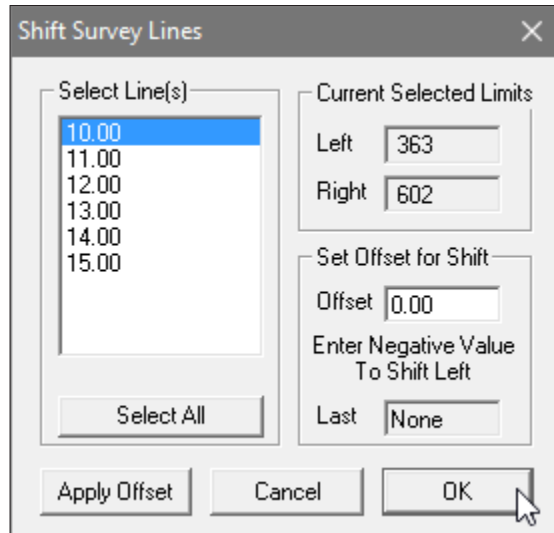 Shift Survey Lines
Select Line(s)
10.00
11.00
12.00
13.00
14.00
15.00
Select All
Current Selected Limits
Left 363
Right 602
Set Offset for Shift
Offset 0.00
Enter Negative Value
To Shift Left
Last None
Apply Offset
Cancel
OK